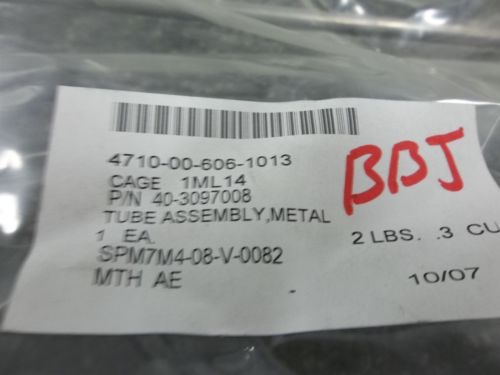 4710-00-606-1013
CAGE 1ML14
P/N 40-3097008
TUBE ASSEMBLY,METAL
1 EA.
SPM7M4-08-V-0082
MTH AE
BBJ
2 LBS. .3 CU
10/07